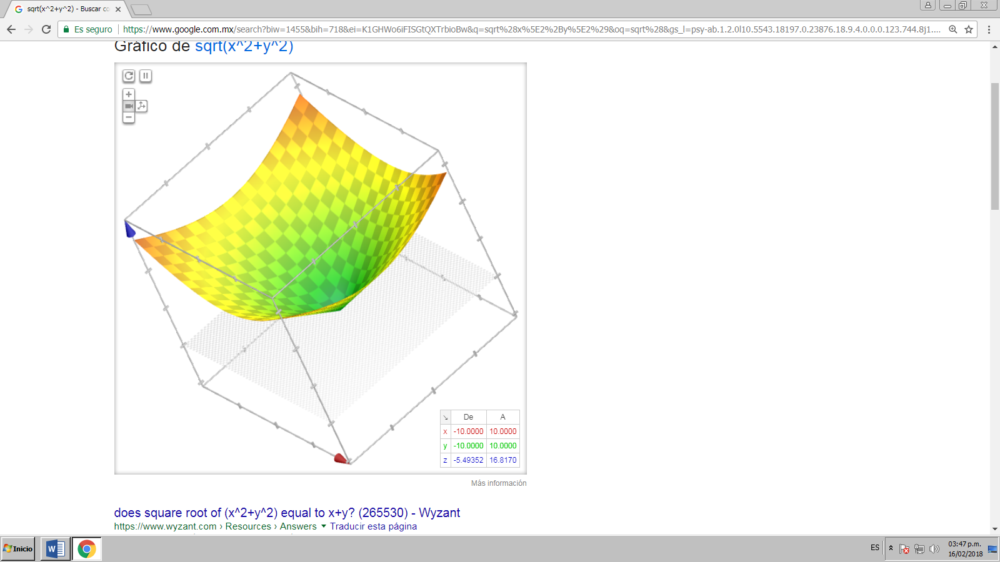 sqrt(x^2+y^2) - Buscar co
Es seguro
https://www.google.com.mx/search?biw=1455&bih=718&ei=K1GHWo6iFISGtQXTrbioBw&q=sqrt%28x%5E2%2By%5E2%29&oq=sqrt%28&gs_l=psy-ab.1.2.0l10.5543.18197.0.23876.18.9.4.0.0.0.123.744.8j1....
Gráfico de sqrt(x^2+y^2)
De A
x -10.0000 10.0000
y -10.0000 10.0000
z -5.49352 16.8170
Más información
does square root of (x^2+y^2) equal to x+y? (265530) - Wyzant
https://www.wyzant.com › Resources › Answers ▼ Traducir esta página
Inicio
ES
03:47 p.m.
16/02/2018